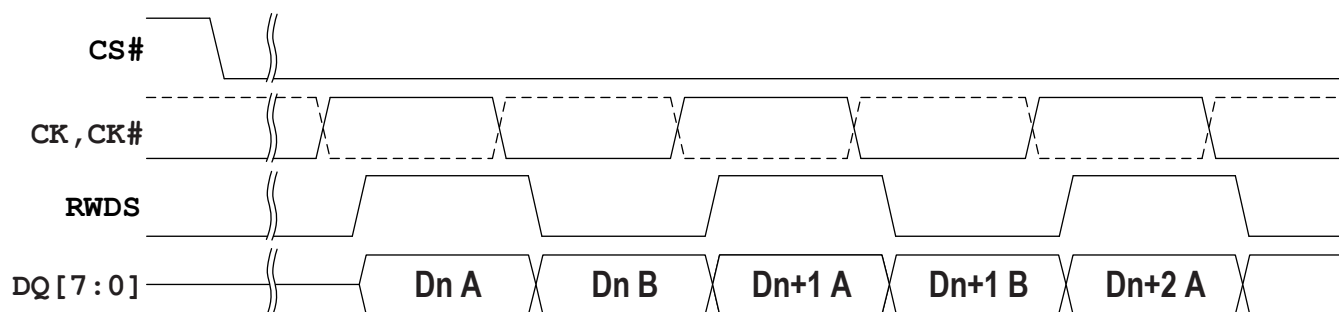 CS#
CK,CK#
RWDS
DQ[7:0]
Dn A
Dn B
Dn+1 A
Dn+1 B
Dn+2 A